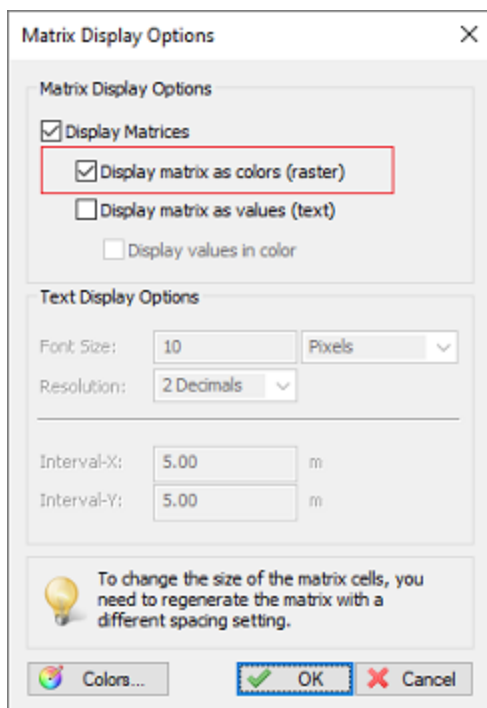 Matrix Display Options
Matrix Display Options
Display Matrices
Display matrix as colors (raster)
Display matrix as values (text)
Display values in color
Text Display Options
Font Size: 10 Pixels
Resolution: 2 Decimals
Interval-X: 5.00 m
Interval-Y: 5.00 m
To change the size of the matrix cells, you
need to regenerate the matrix with a
different spacing setting.
Colors... OK Cancel